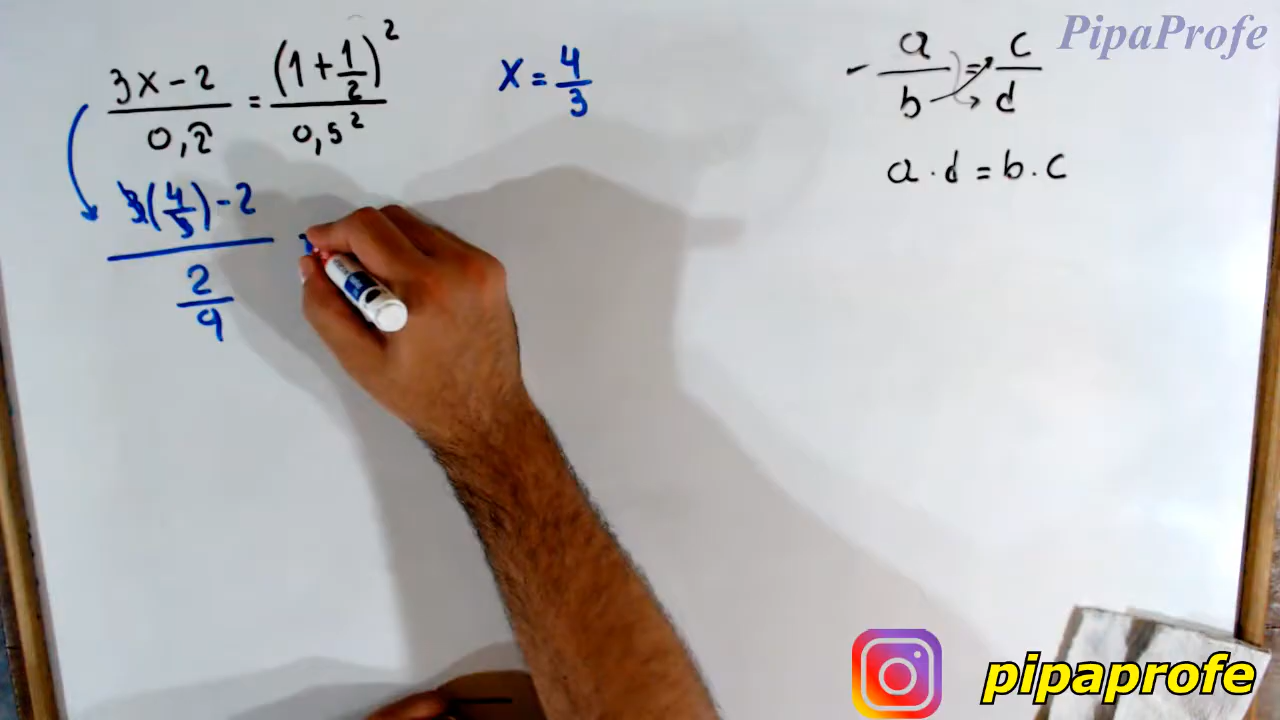 PipaProfe
(3x-2)/(0,2̂) = (1+1/2)²/(0,5²)
x = 4/3
a/b = c/d
a·d = b·c
(3(4/3)-2)/(2/9)
pipaprofe